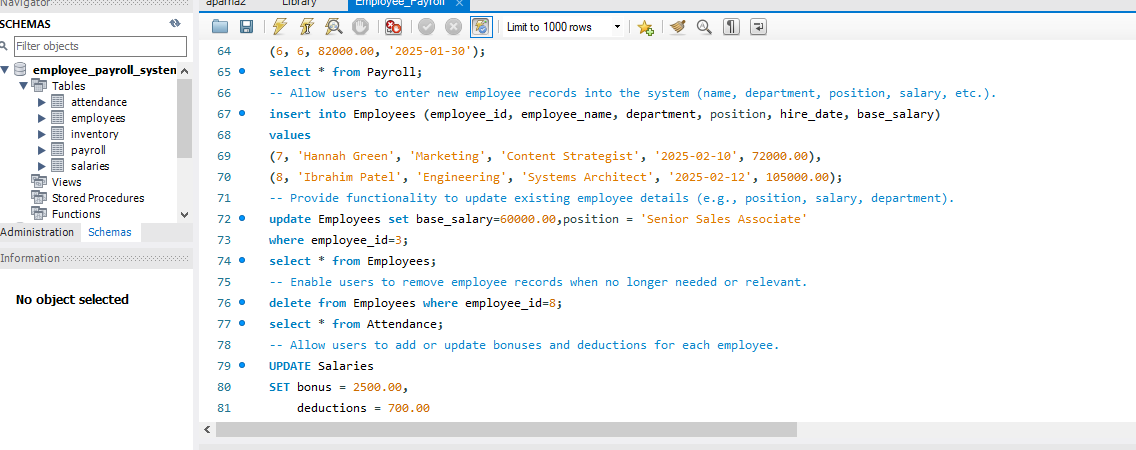 Navigator
SCHEMAS
Filter objects
employee_payroll_system
Tables
attendance
employees
inventory
payroll
salaries
Views
Stored Procedures
Functions
Administration Schemas
Information
No object selected
aparna2 Library Employee_Payroll ×
Limit to 1000 rows
64 (6, 6, 82000.00, '2025-01-30');
65 select * from Payroll;
66 -- Allow users to enter new employee records into the system (name, department, position, salary, etc.).
67 insert into Employees (employee_id, employee_name, department, position, hire_date, base_salary)
68 values
69 (7, 'Hannah Green', 'Marketing', 'Content Strategist', '2025-02-10', 72000.00),
70 (8, 'Ibrahim Patel', 'Engineering', 'Systems Architect', '2025-02-12', 105000.00);
71 -- Provide functionality to update existing employee details (e.g., position, salary, department).
72 update Employees set base_salary=60000.00,position = 'Senior Sales Associate'
73 where employee_id=3;
74 select * from Employees;
75 -- Enable users to remove employee records when no longer needed or relevant.
76 delete from Employees where employee_id=8;
77 select * from Attendance;
78 -- Allow users to add or update bonuses and deductions for each employee.
79 UPDATE Salaries
80 SET bonus = 2500.00,
81 deductions = 700.00